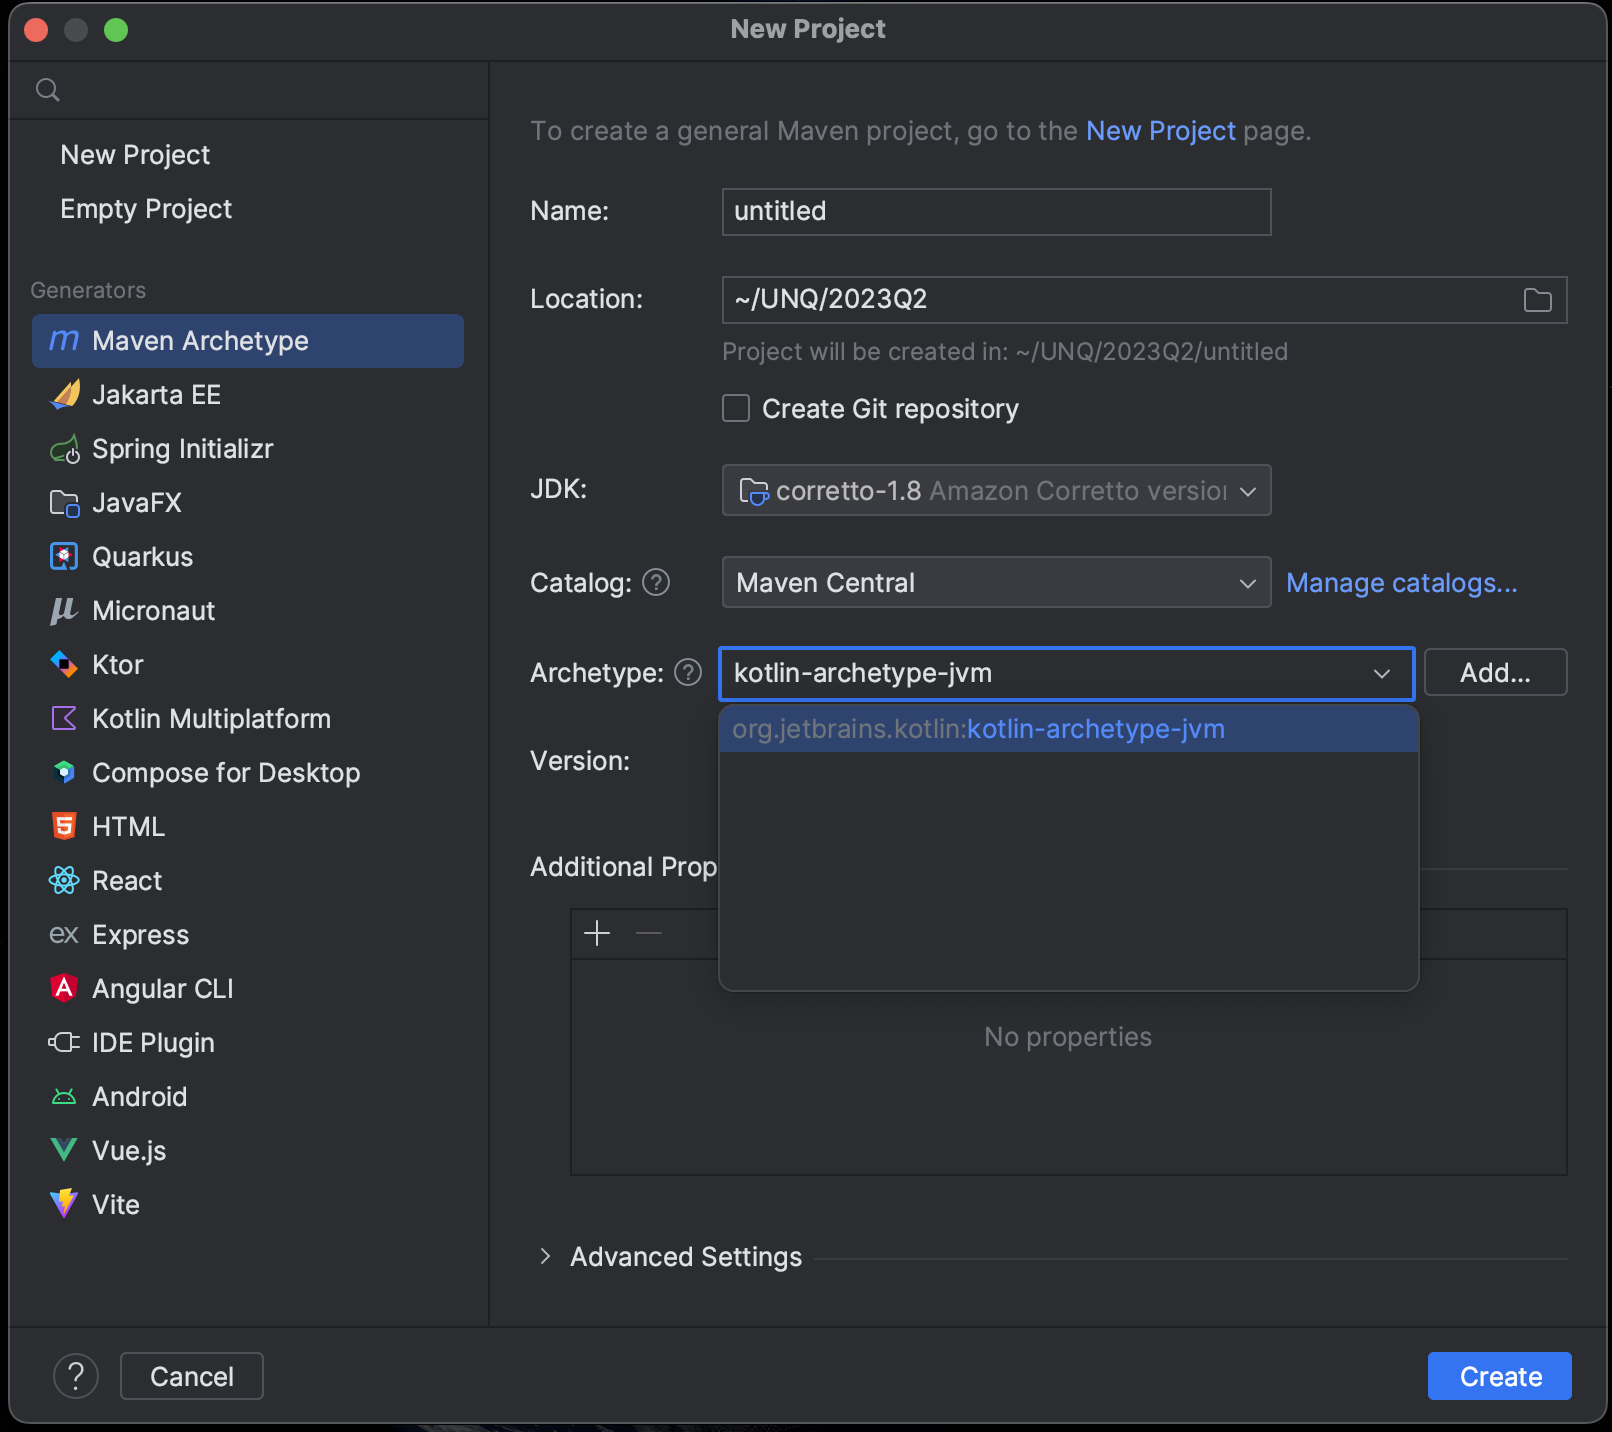 New Project
New Project
Empty Project
Generators
Maven Archetype
Jakarta EE
Spring Initializr
JavaFX
Quarkus
Micronaut
Ktor
Kotlin Multiplatform
Compose for Desktop
HTML
React
ex Express
Angular CLI
IDE Plugin
Android
Vue.js
Vite
To create a general Maven project, go to the New Project page.
Name: untitled
Location: ~/UNQ/2023Q2
Project will be created in: ~/UNQ/2023Q2/untitled
Create Git repository
JDK: corretto-1.8 Amazon Corretto version
Catalog: ? Maven Central Manage catalogs...
Archetype: ? kotlin-archetype-jvm Add...
org.jetbrains.kotlin:kotlin-archetype-jvm
Version:
Additional Prop
No properties
Advanced Settings
? Cancel Create